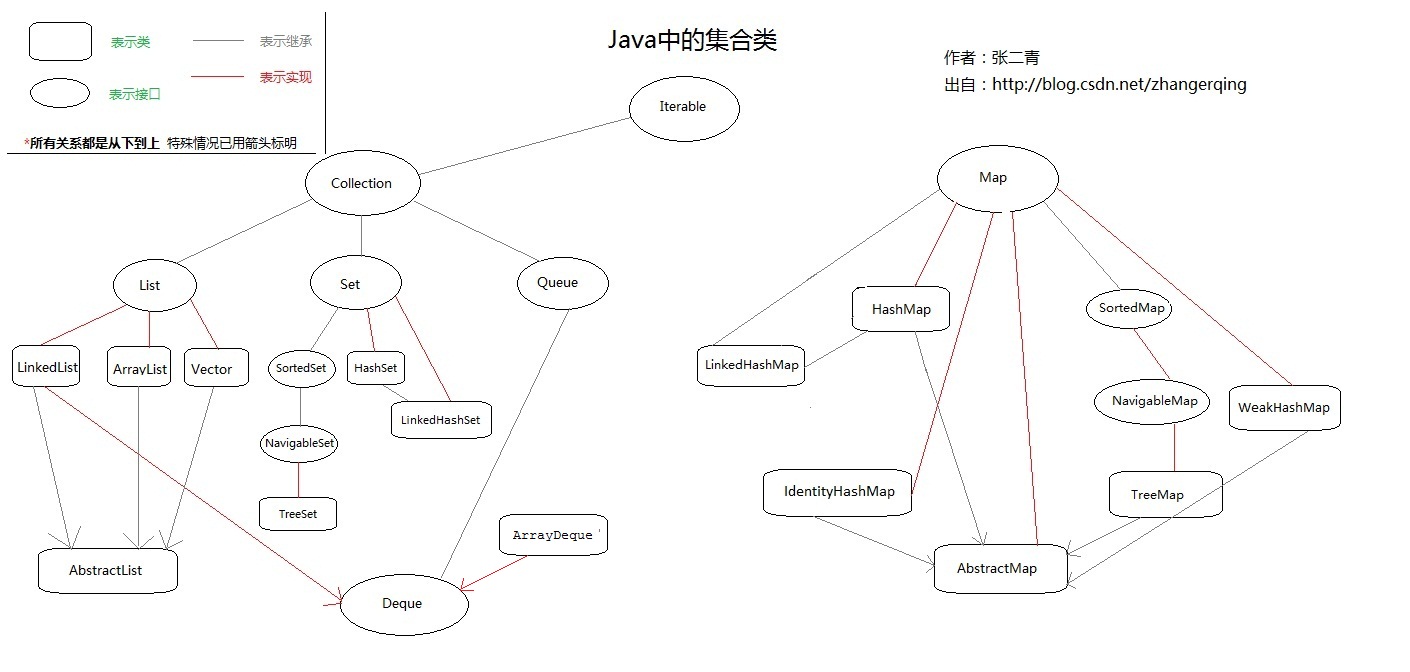 表示类
表示继承
表示接口
表示实现
*所有关系都是从下到上 特殊情况已用箭头标明
Java中的集合类
作者：张二青
出自：http://blog.csdn.net/zhangerqing
Iterable
Collection
List
Set
Queue
LinkedList
ArrayList
Vector
SortedSet
HashSet
LinkedHashSet
NavigableSet
TreeSet
ArrayDeque
AbstractList
Deque
Map
HashMap
SortedMap
LinkedHashMap
NavigableMap
WeakHashMap
IdentityHashMap
TreeMap
AbstractMap